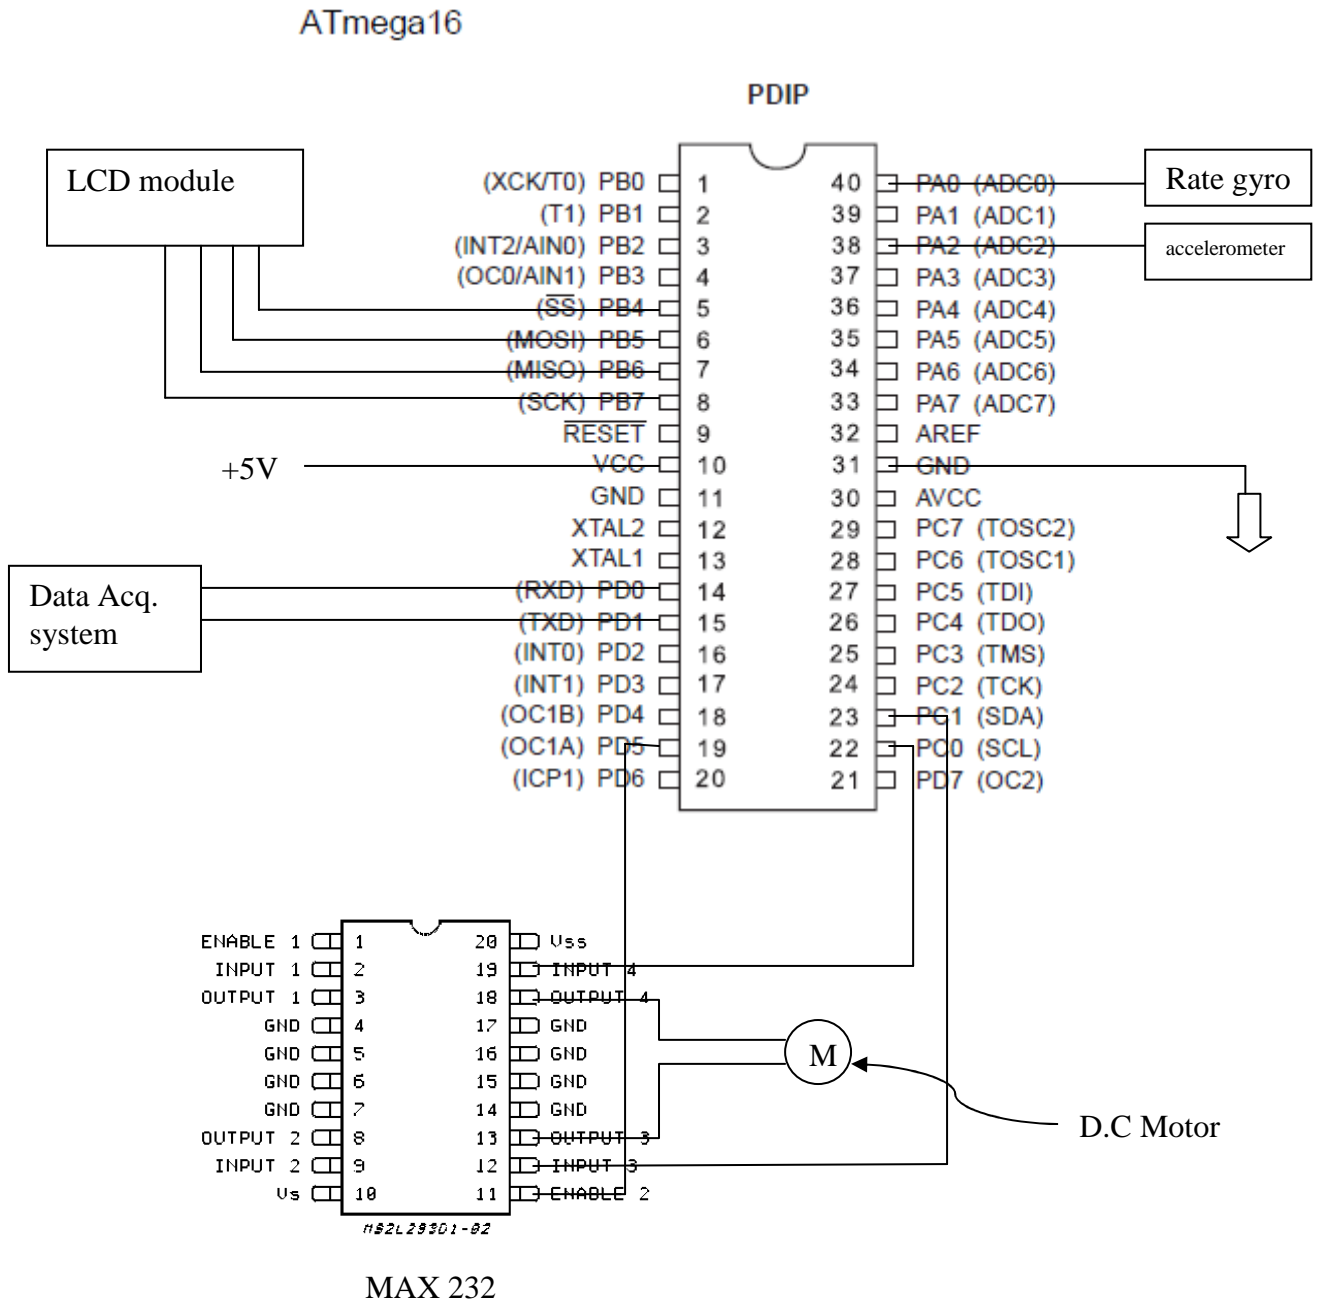 ATmega16
PDIP
LCD module
(XCK/T0) PB0 1
(T1) PB1 2
(INT2/AIN0) PB2 3
(OC0/AIN1) PB3 4
(SS) PB4 5
(MOSI) PB5 6
(MISO) PB6 7
(SCK) PB7 8
RESET 9
+5V
VCC 10
GND 11
XTAL2 12
XTAL1 13
Data Acq.
system
(RXD) PD0 14
(TXD) PD1 15
(INT0) PD2 16
(INT1) PD3 17
(OC1B) PD4 18
(OC1A) PD5 19
(ICP1) PD6 20
40 PA0 (ADC0)
39 PA1 (ADC1)
38 PA2 (ADC2)
37 PA3 (ADC3)
36 PA4 (ADC4)
35 PA5 (ADC5)
34 PA6 (ADC6)
33 PA7 (ADC7)
32 AREF
31 GND
30 AVCC
29 PC7 (TOSC2)
28 PC6 (TOSC1)
27 PC5 (TDI)
26 PC4 (TDO)
25 PC3 (TMS)
24 PC2 (TCK)
23 PC1 (SDA)
22 PC0 (SCL)
21 PD7 (OC2)
Rate gyro
accelerometer
ENABLE 1 1
INPUT 1 2
OUTPUT 1 3
GND 4
GND 5
GND 6
GND 7
OUTPUT 2 8
INPUT 2 9
Vs 10
20 Vss
19 INPUT 4
18 OUTPUT 4
17 GND
16 GND
15 GND
14 GND
13 OUTPUT 3
12 INPUT 3
11 ENABLE 2
M
D.C Motor
M92L293D1-02
MAX 232